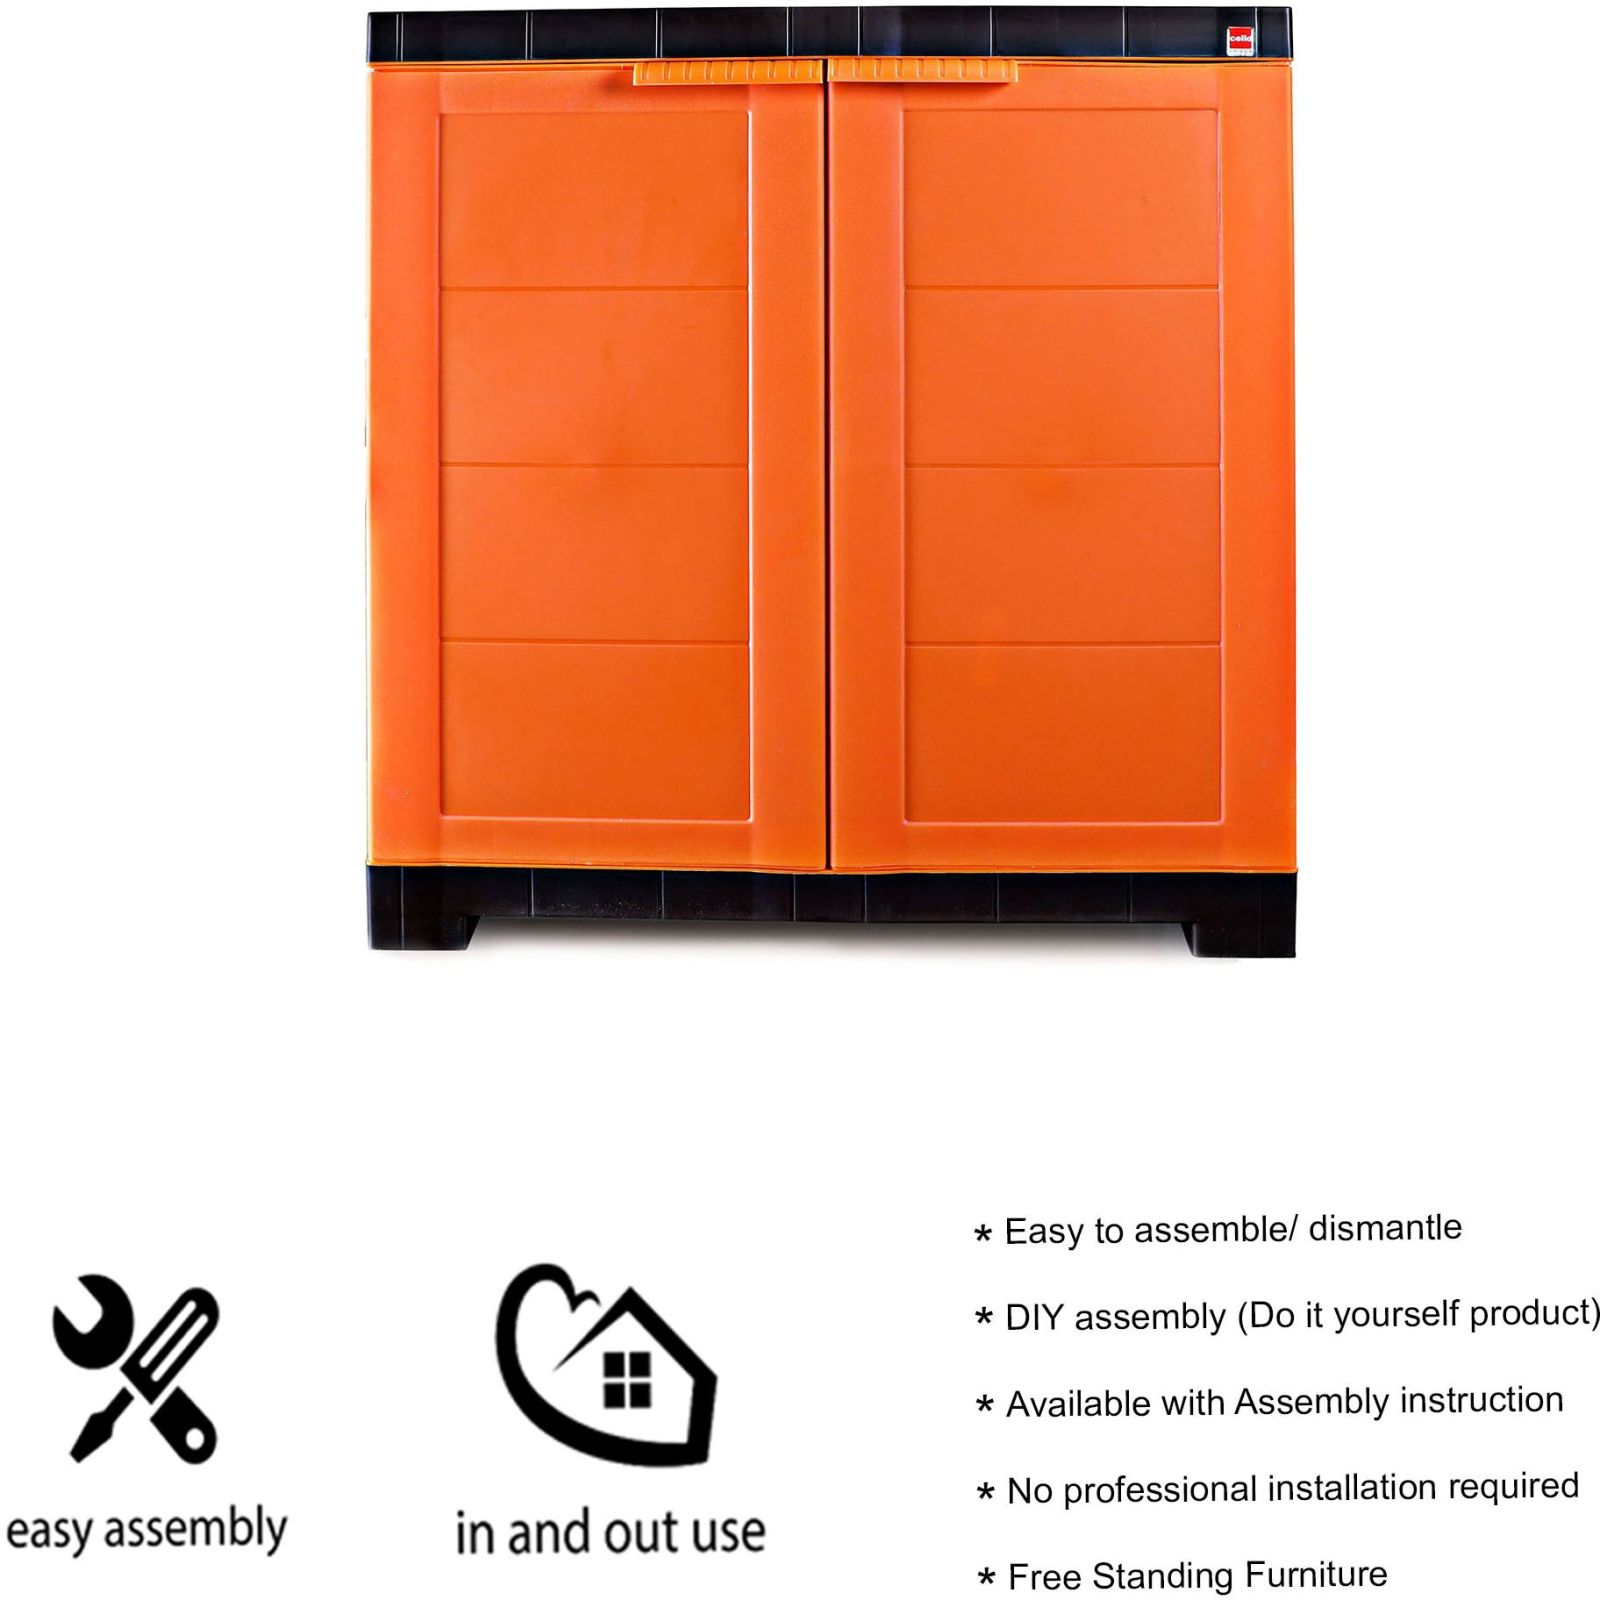 cello
easy assembly
in and out use
* Easy to assemble/ dismantle
* DIY assembly (Do it yourself product)
* Available with Assembly instruction
* No professional installation required
* Free Standing Furniture